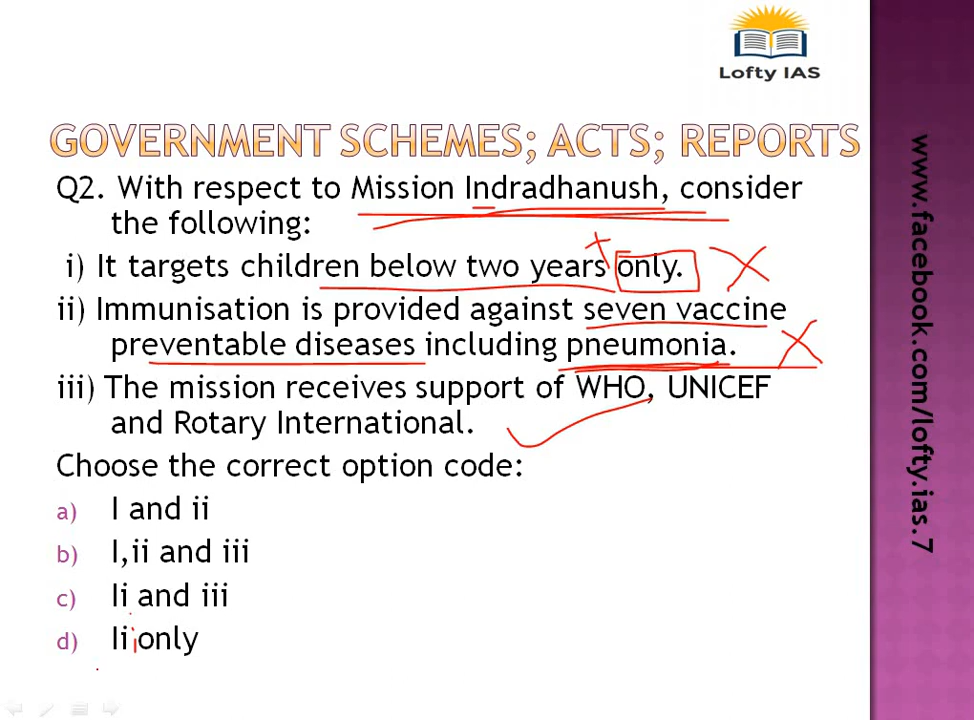 Lofty IAS
GOVERNMENT SCHEMES; ACTS; REPORTS
Q2. With respect to Mission Indradhanush, consider
the following:
i) It targets children below two years only.
ii) Immunisation is provided against seven vaccine
preventable diseases including pneumonia.
iii) The mission receives support of WHO, UNICEF
and Rotary International.
Choose the correct option code:
a) I and ii
b) I,ii and iii
c) Ii and iii
d) Iii only
www.facebook.com/lofty.ias.7